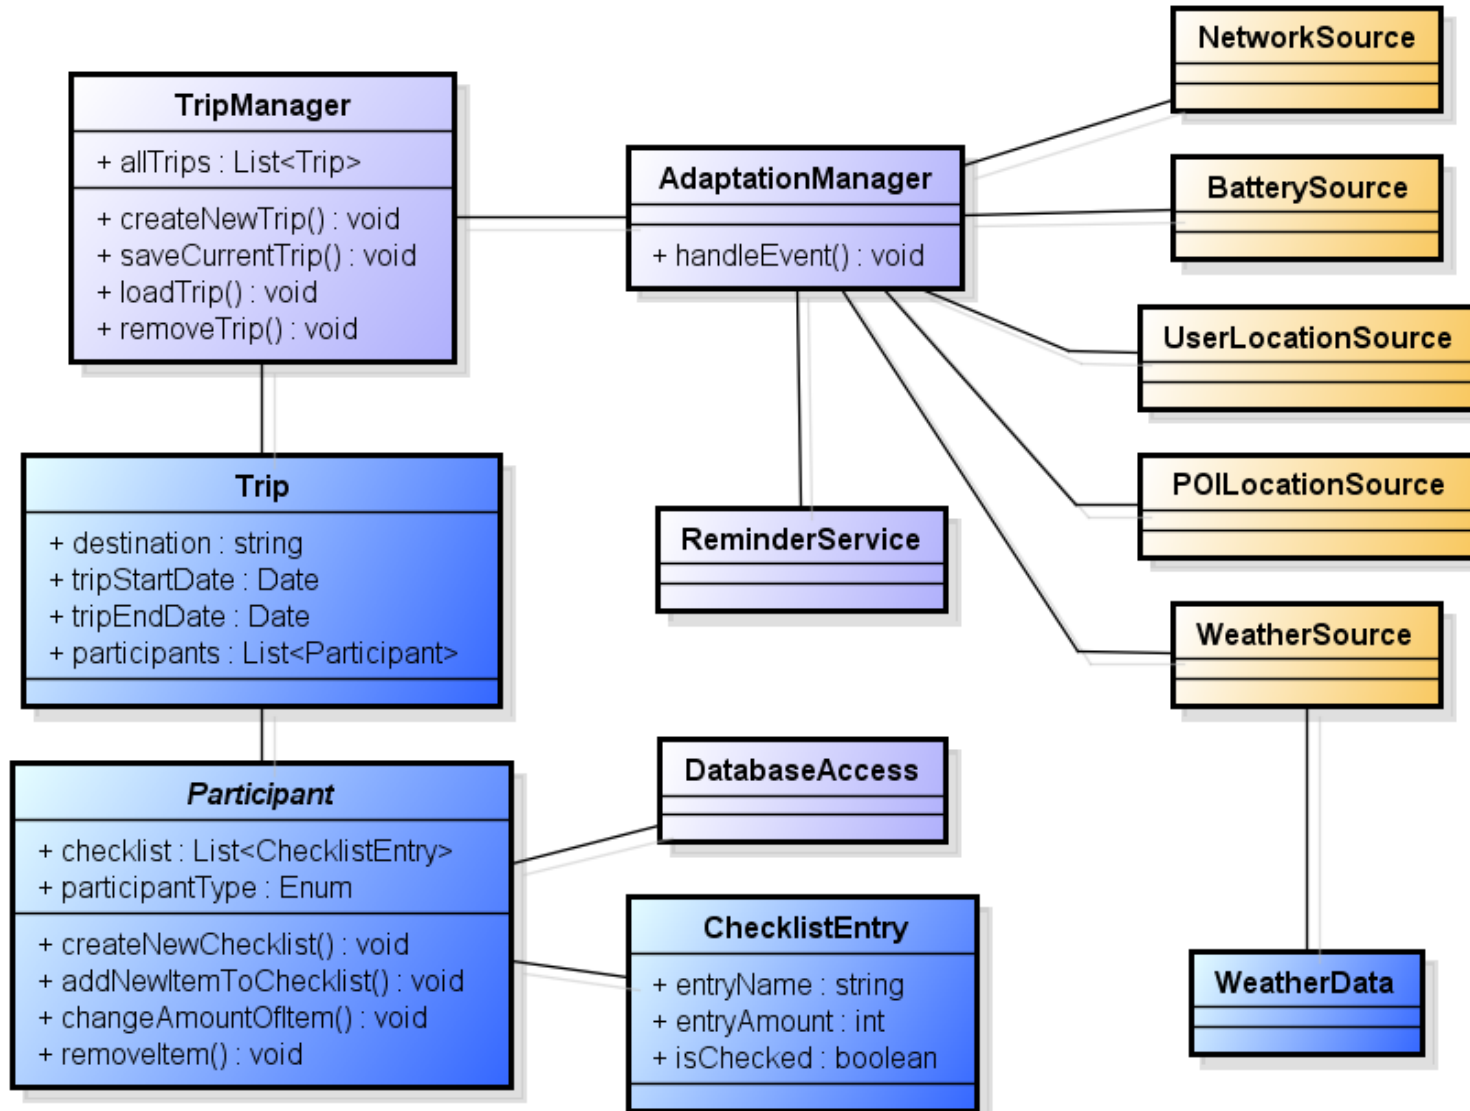 TripManager
+ allTrips : List<Trip>
+ createNewTrip() : void
+ saveCurrentTrip() : void
+ loadTrip() : void
+ removeTrip() : void
AdaptationManager
+ handleEvent() : void
NetworkSource
BatterySource
UserLocationSource
POILocationSource
WeatherSource
ReminderService
Trip
+ destination : string
+ tripStartDate : Date
+ tripEndDate : Date
+ participants : List<Participant>
Participant
+ checklist : List<ChecklistEntry>
+ participantType : Enum
+ createNewChecklist() : void
+ addNewItemToChecklist() : void
+ changeAmountOfItem() : void
+ removeItem() : void
DatabaseAccess
ChecklistEntry
+ entryName : string
+ entryAmount : int
+ isChecked : boolean
WeatherData